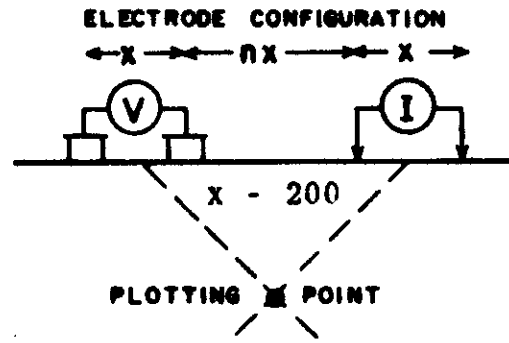 ELECTRODE CONFIGURATION
X nX X
V I
x - 200
PLOTTING POINT